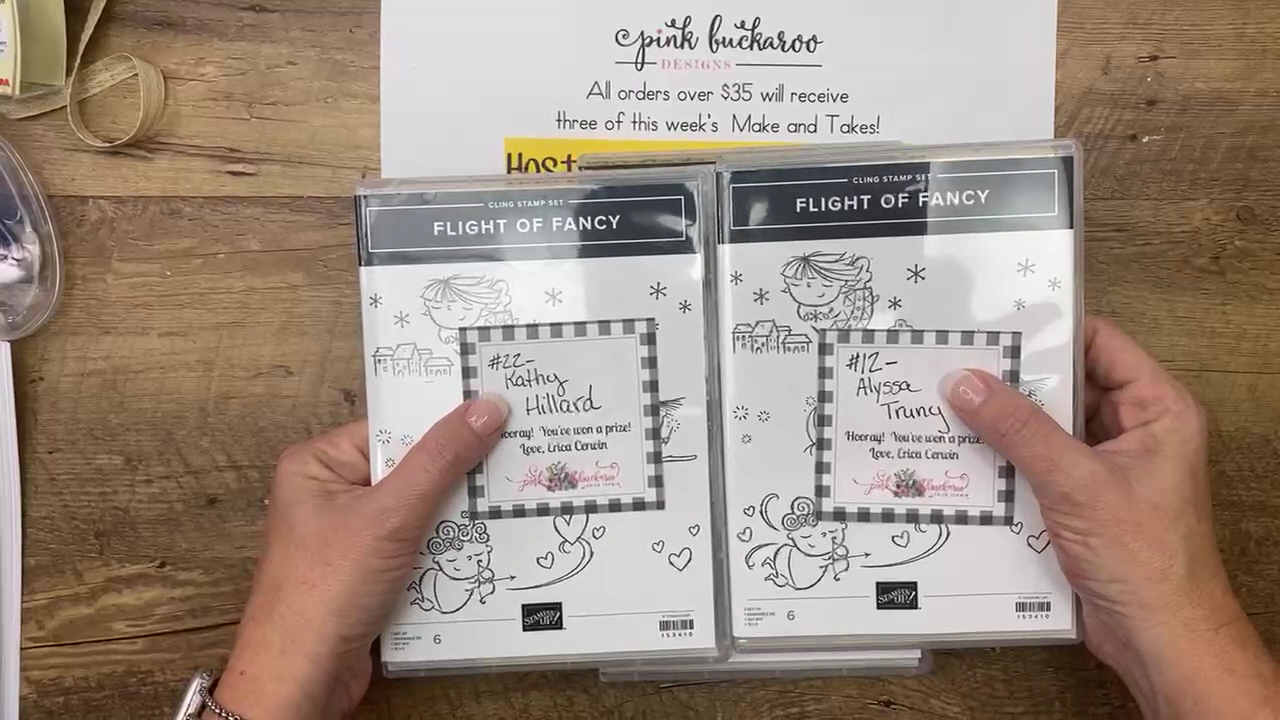 pink buckaroo
DESIGNS
All orders over $35 will receive
three of this week's Make and Takes!
CLING STAMP SET
FLIGHT OF FANCY
#22-
Kathy
Hillard
Hooray! You've won a prize!
Love, Erica Cerwin
pink buckaroo
STAMPIN' UP!
6
153410
CLING STAMP SET
FLIGHT OF FANCY
#12-
Alyssa
Trung
Hooray! You've won a prize!
Love, Erica Cerwin
pink buckaroo
STAMPIN' UP!
6
153410